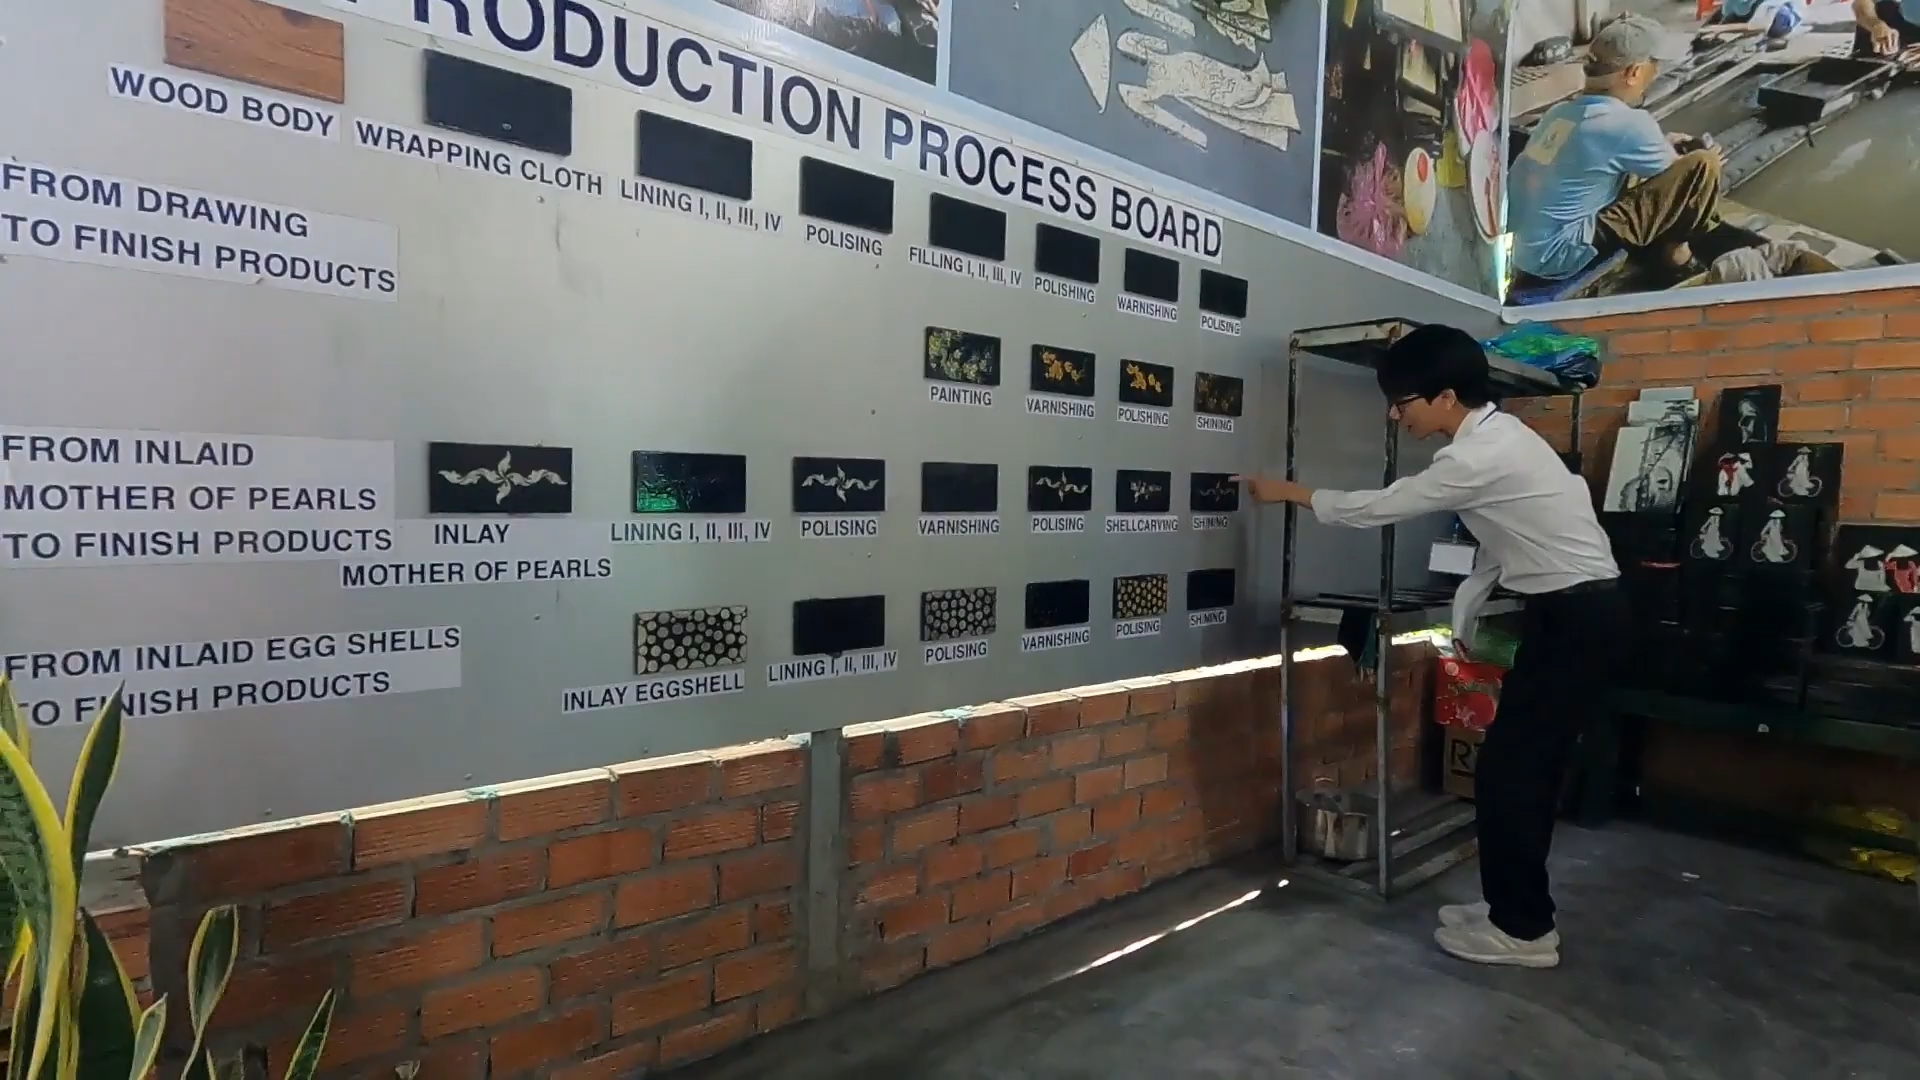 PRODUCTION PROCESS BOARD
WOOD BODY
WRAPPING CLOTH
LINING I, II, III, IV
POLISING
FILLING I, II, III, IV
POLISHING
WARNISHING
POLISING
FROM DRAWING
TO FINISH PRODUCTS
PAINTING
VARNISHING
POLISHING
SHINING
FROM INLAID
MOTHER OF PEARLS
TO FINISH PRODUCTS
INLAY
MOTHER OF PEARLS
LINING I, II, III, IV
POLISING
VARNISHING
POLISING
SHELLCARVING
SHINING
FROM INLAID EGG SHELLS
TO FINISH PRODUCTS
INLAY EGGSHELL
LINING I, II, III, IV
POLISING
VARNISHING
POLISING
SHINING